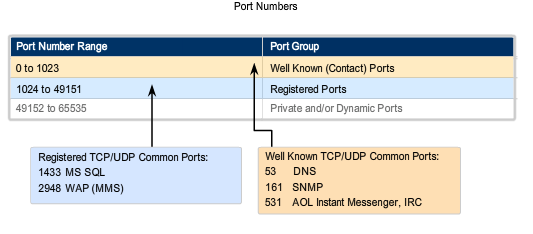 Port Numbers
Port Number Range Port Group
0 to 1023 Well Known (Contact) Ports
1024 to 49151 Registered Ports
49152 to 65535 Private and/or Dynamic Ports
Registered TCP/UDP Common Ports:
1433 MS SQL
2948 WAP (MMS)
Well Known TCP/UDP Common Ports:
53 DNS
161 SNMP
531 AOL Instant Messenger, IRC